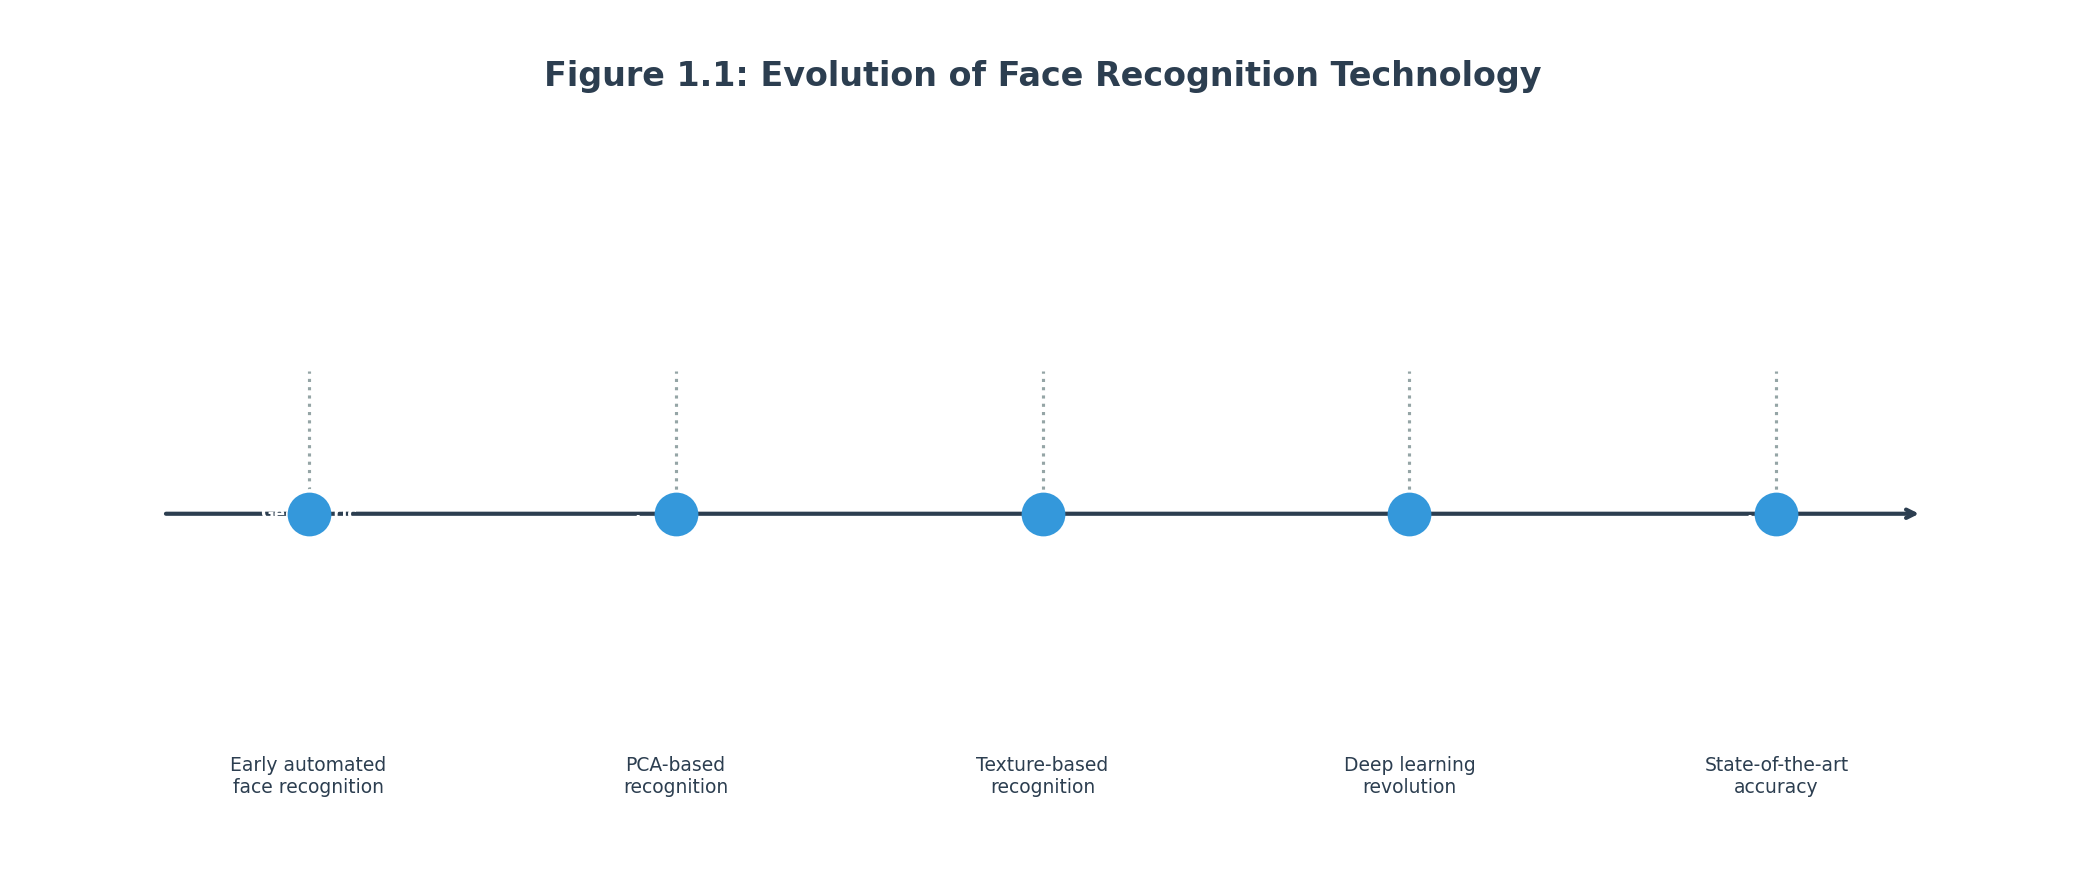 Figure 1.1: Evolution of Face Recognition Technology
Early automated
face recognition
PCA-based
recognition
Texture-based
recognition
Deep learning
revolution
State-of-the-art
accuracy